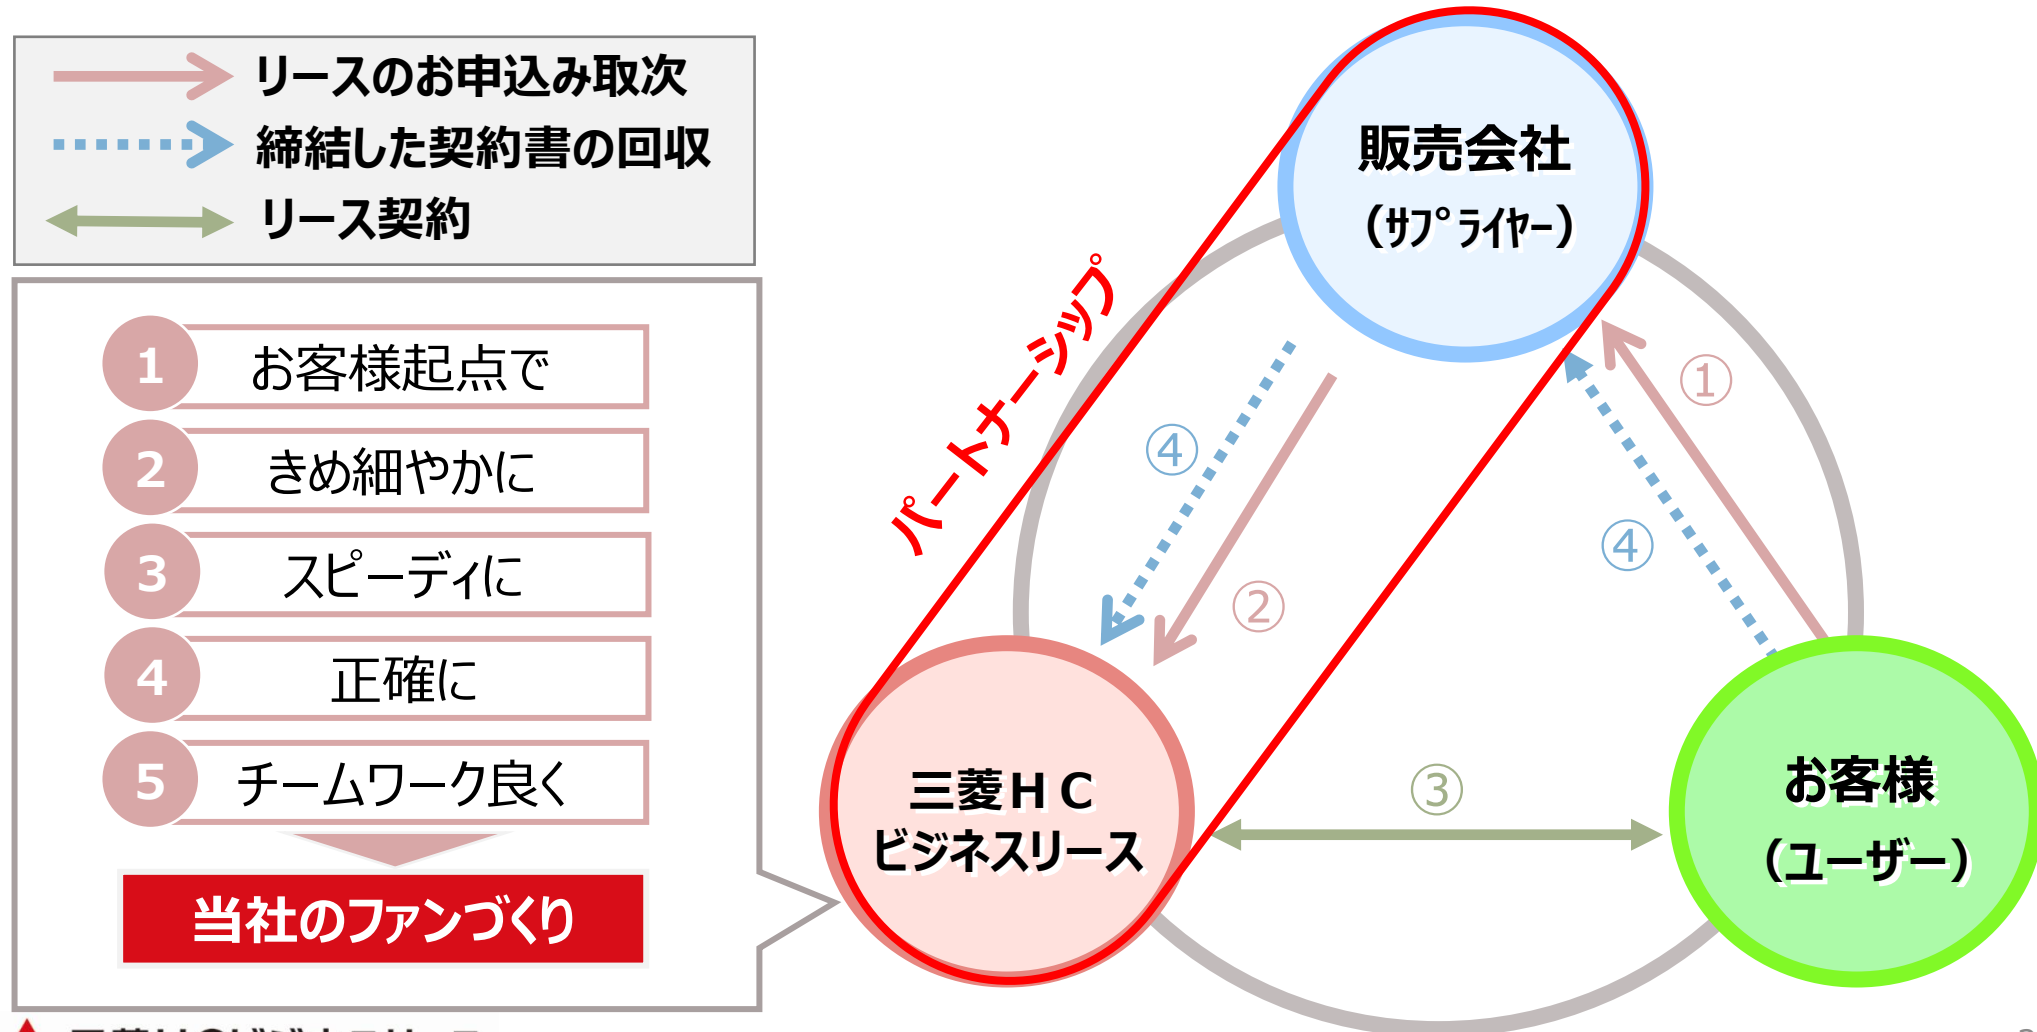 リースのお申込み取次
締結した契約書の回収
リース契約
1 お客様起点で
2 きめ細やかに
3 スピーディに
4 正確に
5 チームワーク良く
当社のファンづくり
パートナーシップ
販売会社
(ｻﾌﾟﾗｲﾔｰ)
①
④
④
②
③
三菱ＨＣ
ビジネスリース
お客様
(ユーザー)